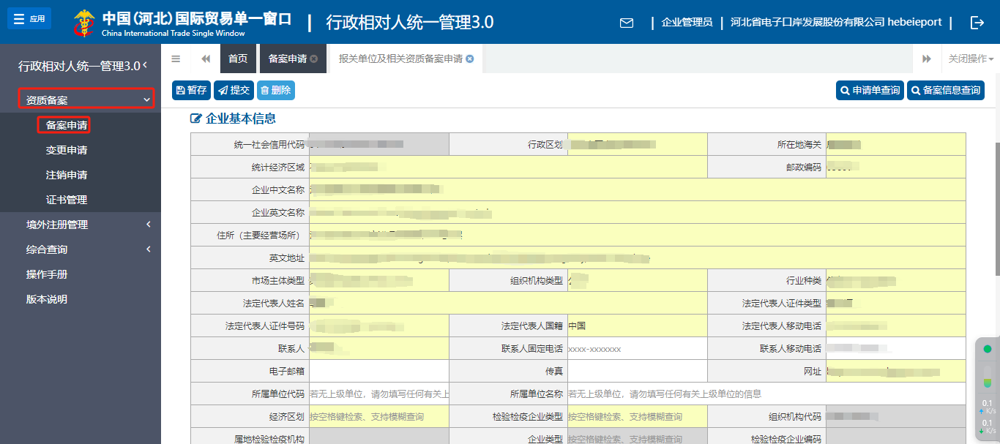 应用
中国(河北)国际贸易单一窗口
China International Trade Single Window
行政相对人统一管理3.0
企业管理员
河北省电子口岸发展股份有限公司 hebeieport
行政相对人统一管理3.0
资质备案
备案申请
变更申请
注销申请
证书管理
境外注册管理
综合查询
操作手册
版本说明
首页
备案申请
报关单位及相关资质备案申请
关闭操作
暂存 提交 删除
申请单查询 备案信息查询
企业基本信息
统一社会信用代码 行政区划 所在地海关
统计经济区域 邮政编码
企业中文名称
企业英文名称
住所（主要经营场所）
英文地址
市场主体类型 组织机构类型 行业种类
法定代表人姓名 法定代表人证件类型
法定代表人证件号码 法定代表人国籍 中国 法定代表人移动电话
联系人 联系人固定电话 xxxx-xxxxxxx 联系人移动电话
电子邮箱 传真 网址
所属单位代码 若无上级单位，请勿填写任何有关上 所属单位名称 若无上级单位，请勿填写任何有关上级单位的信息
经济区划 按空格键检索、支持模糊查询 检验检疫企业类型 按空格键检索、支持模糊查询 组织机构代码
属地检验检疫机构 企业类型 按空格键检索、支持模糊查询 检验检疫企业编码
0.1
K/s
0.1
K/s